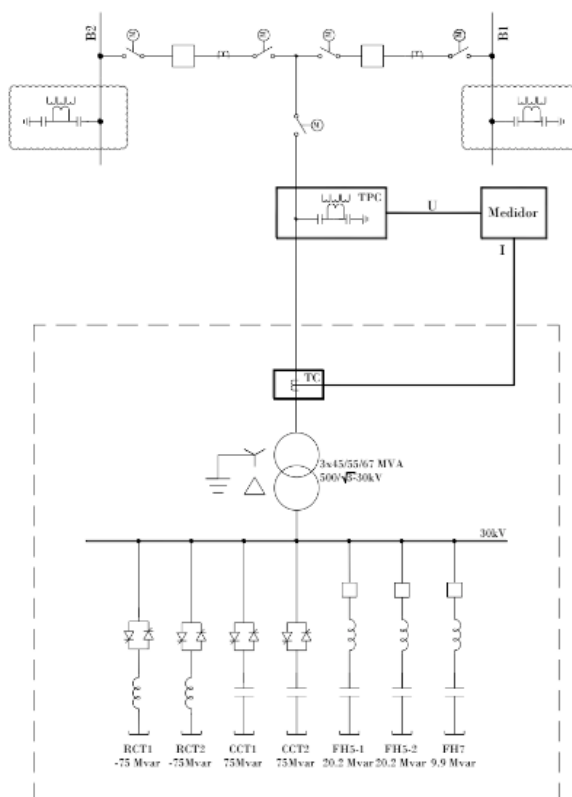 B2
M
M
M
M
B1
M
TPC
U
Medidor
I
TC
3x45/55/67 MVA
500/√3-30kV
30kV
RCT1
-75 Mvar
RCT2
-75Mvar
CCT1
75Mvar
CCT2
75Mvar
FH5-1
20.2 Mvar
FH5-2
20.2 Mvar
FH7
9.9 Mvar